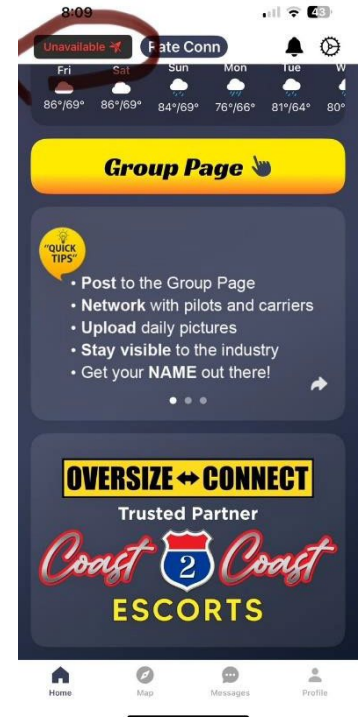 8:09
43
Unavailable
Rate Conn
Fri Sat Sun Mon Tue W
86°/69° 86°/69° 84°/69° 76°/66° 81°/64° 80°
Group Page
"QUICK
TIPS"
• Post to the Group Page
• Network with pilots and carriers
• Upload daily pictures
• Stay visible to the industry
• Get your NAME out there!
OVERSIZE ↔ CONNECT
Trusted Partner
Coast 2 Coast
ESCORTS
Home Map Messages Profile